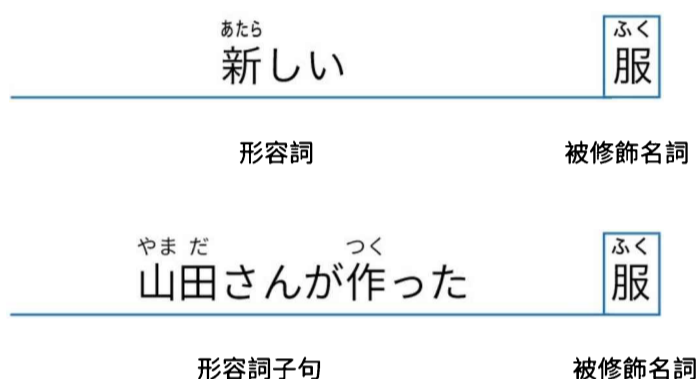 あたら ふく
新しい 服
形容詞 被修飾名詞
やま だ つく ふく
山田さんが作った 服
形容詞子句 被修飾名詞